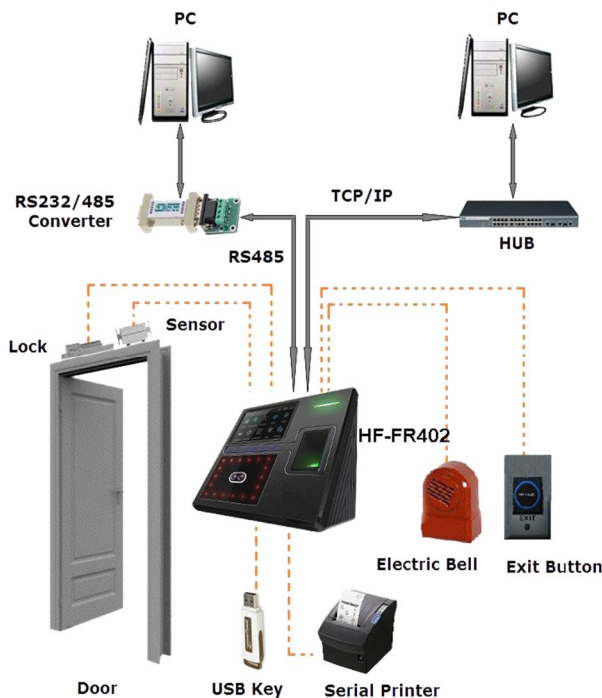 PC
PC
RS232/485
Converter
TCP/IP
RS485
HUB
Lock
Sensor
HF-FR402
EXIT
Electric Bell
Exit Button
Door
USB Key
Serial Printer